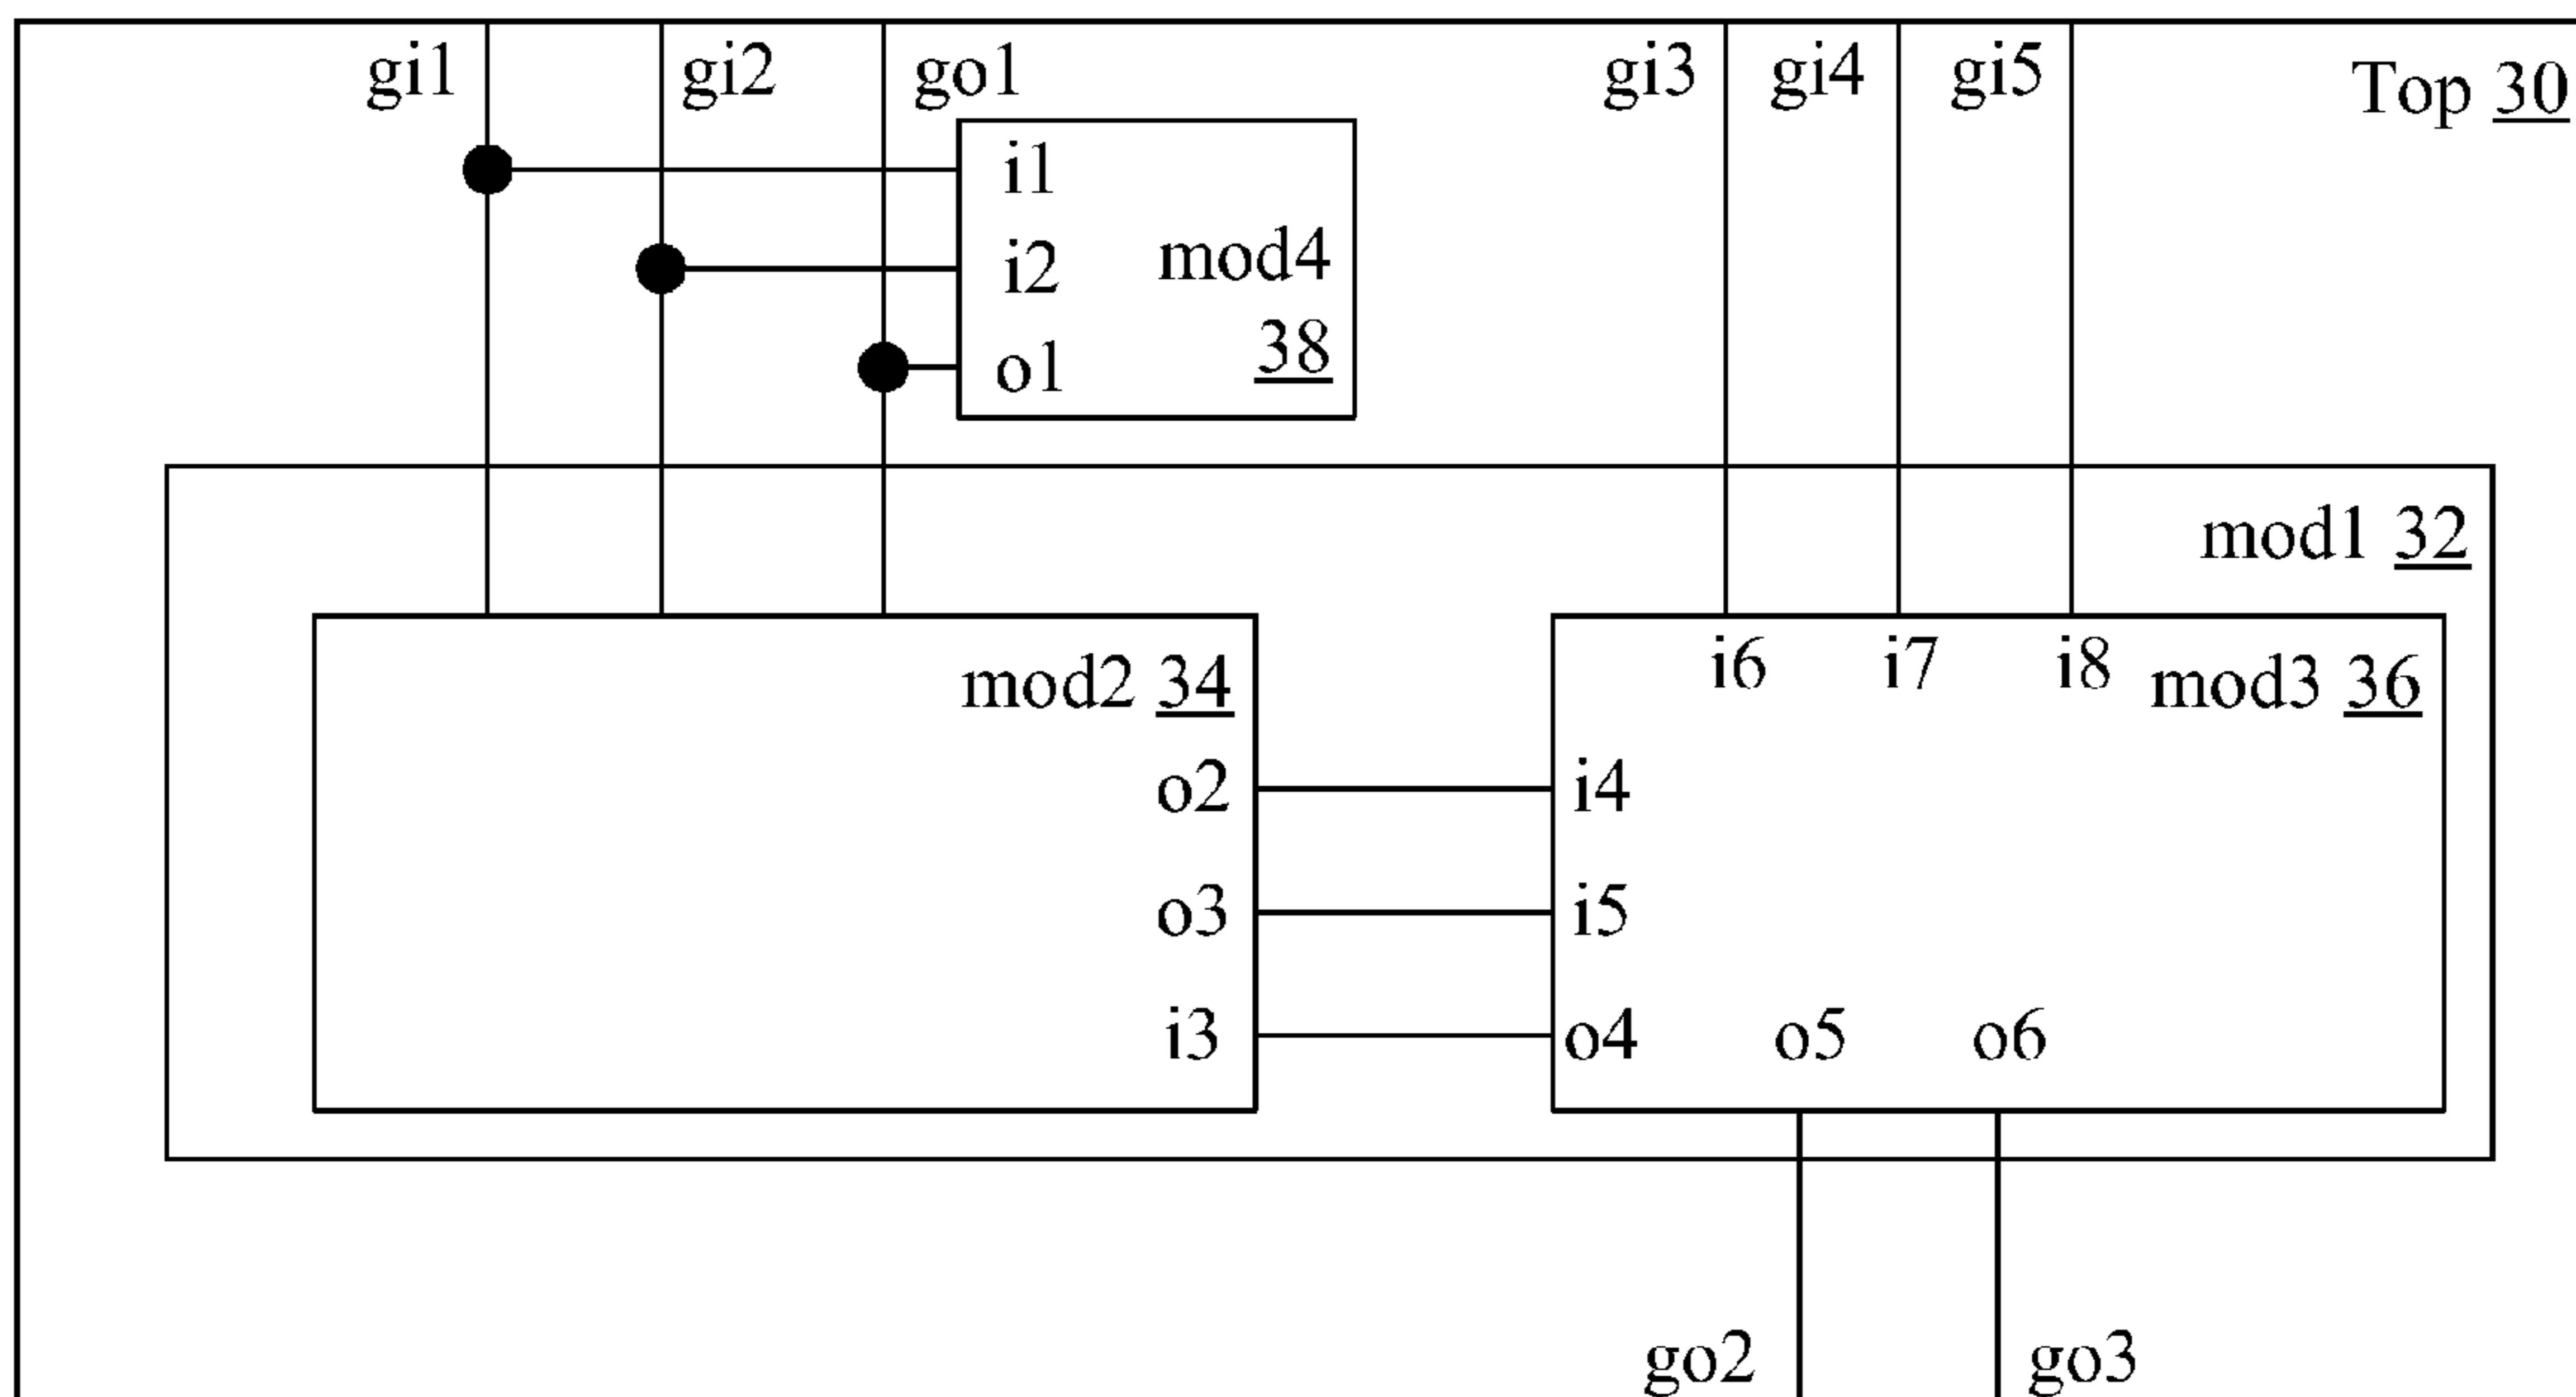 gi1 gi2 go1 gi3 gi4 gi5 Top 30
i1
i2 mod4
38
o1
mod1 32
mod2 34 i6 i7 i8 mod3 36
o2 i4
o3 i5
i3 o4 o5 o6
go2 go3